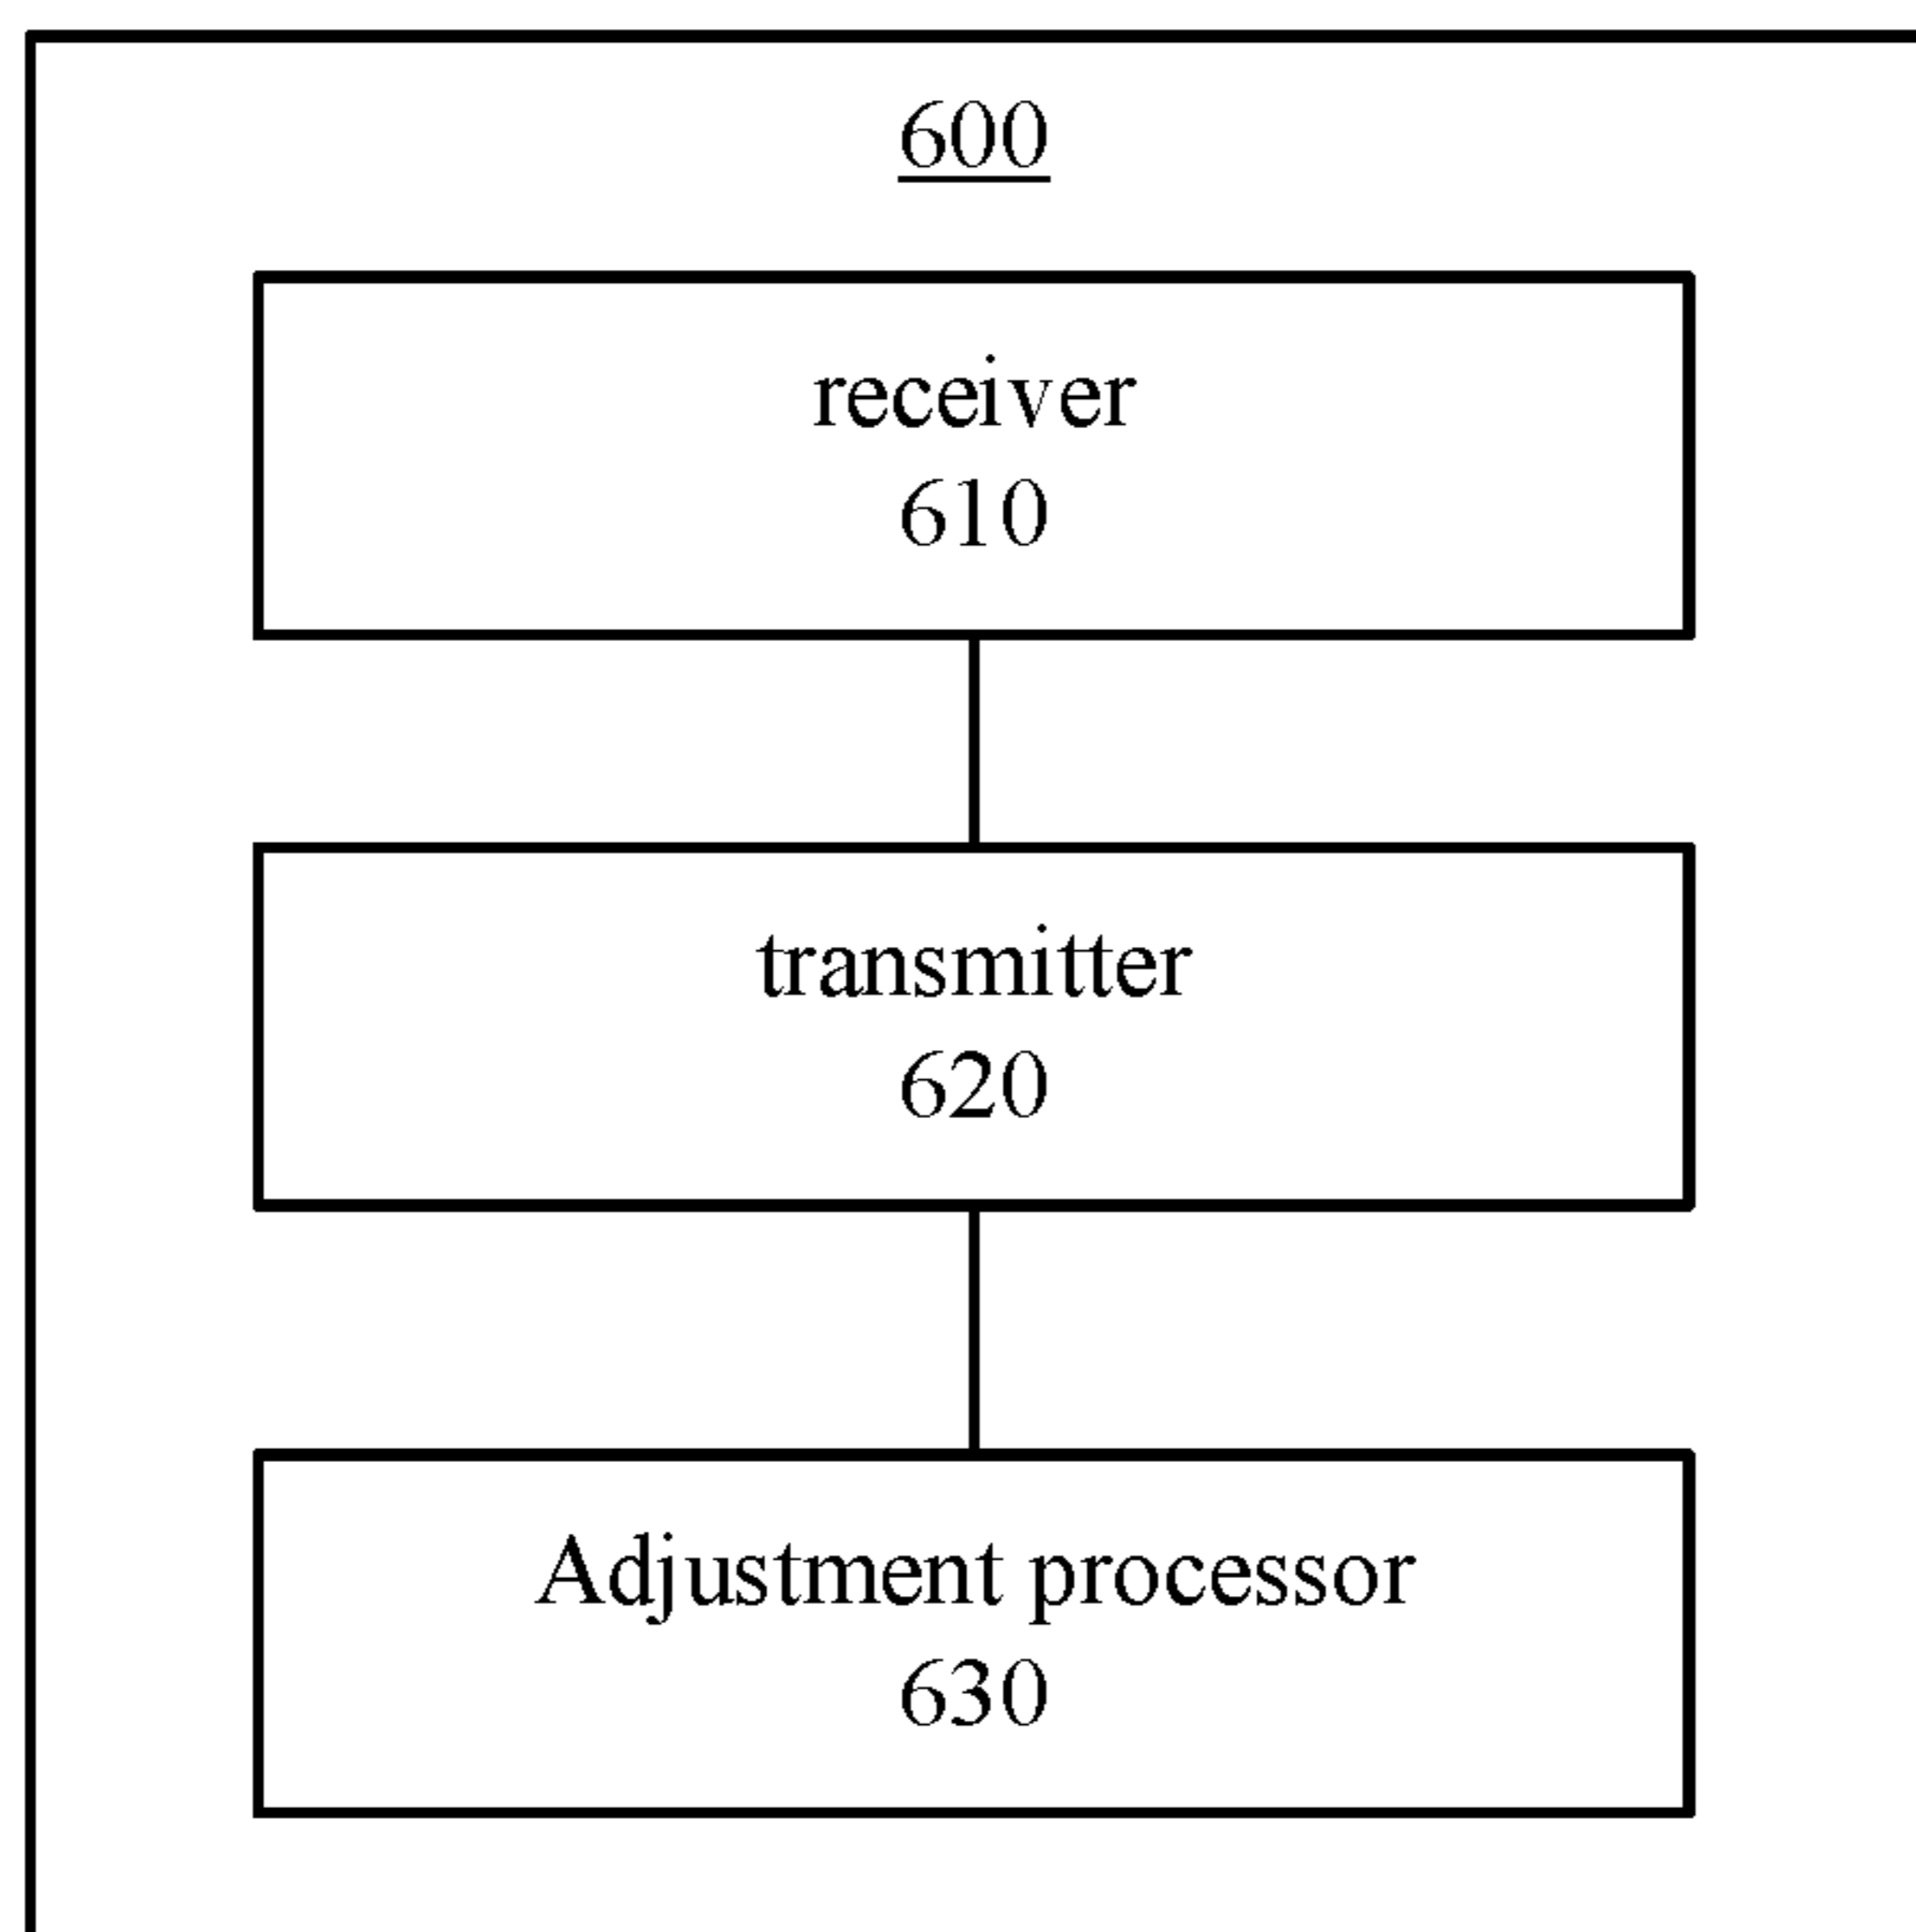 600
receiver
610
transmitter
620
Adjustment processor
630